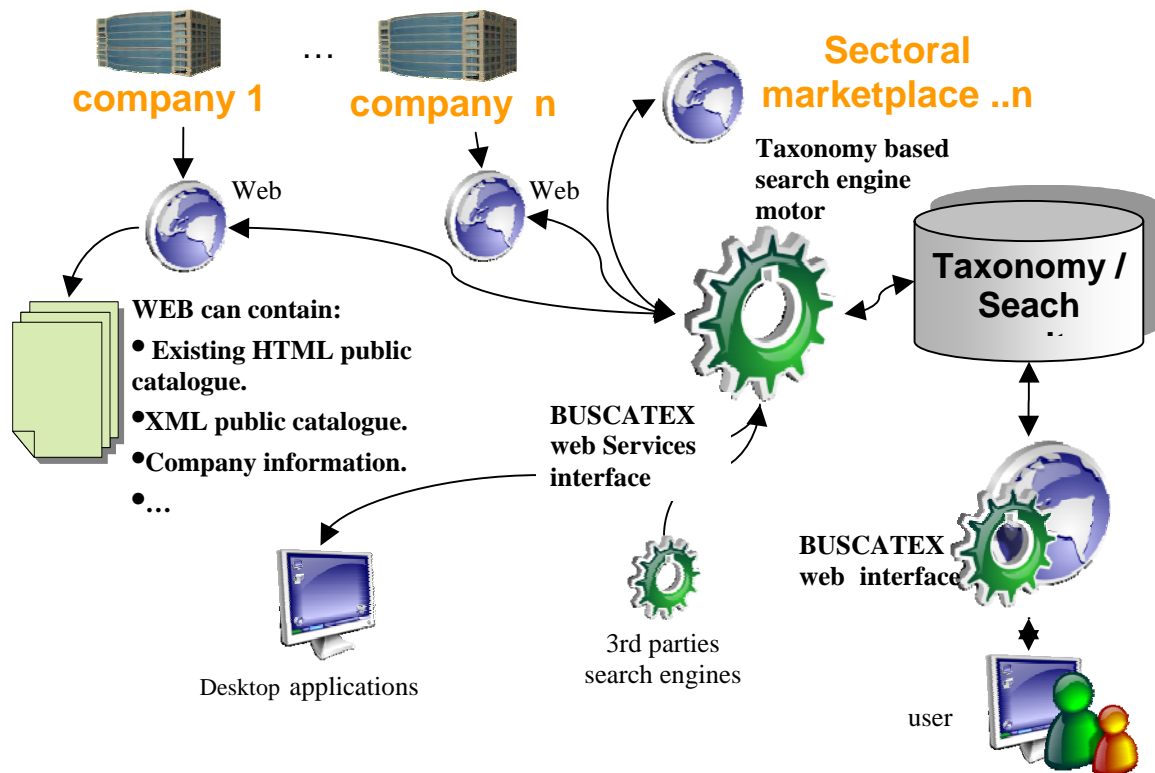 ...
company 1
company n
Sectoral
marketplace ..n
Web
Web
Taxonomy based
search engine
motor
Taxonomy /
Seach
WEB can contain:
• Existing HTML public
catalogue.
•XML public catalogue.
•Company information.
•...
BUSCATEX
web Services
interface
BUSCATEX
web interface
Desktop applications
3rd parties
search engines
user